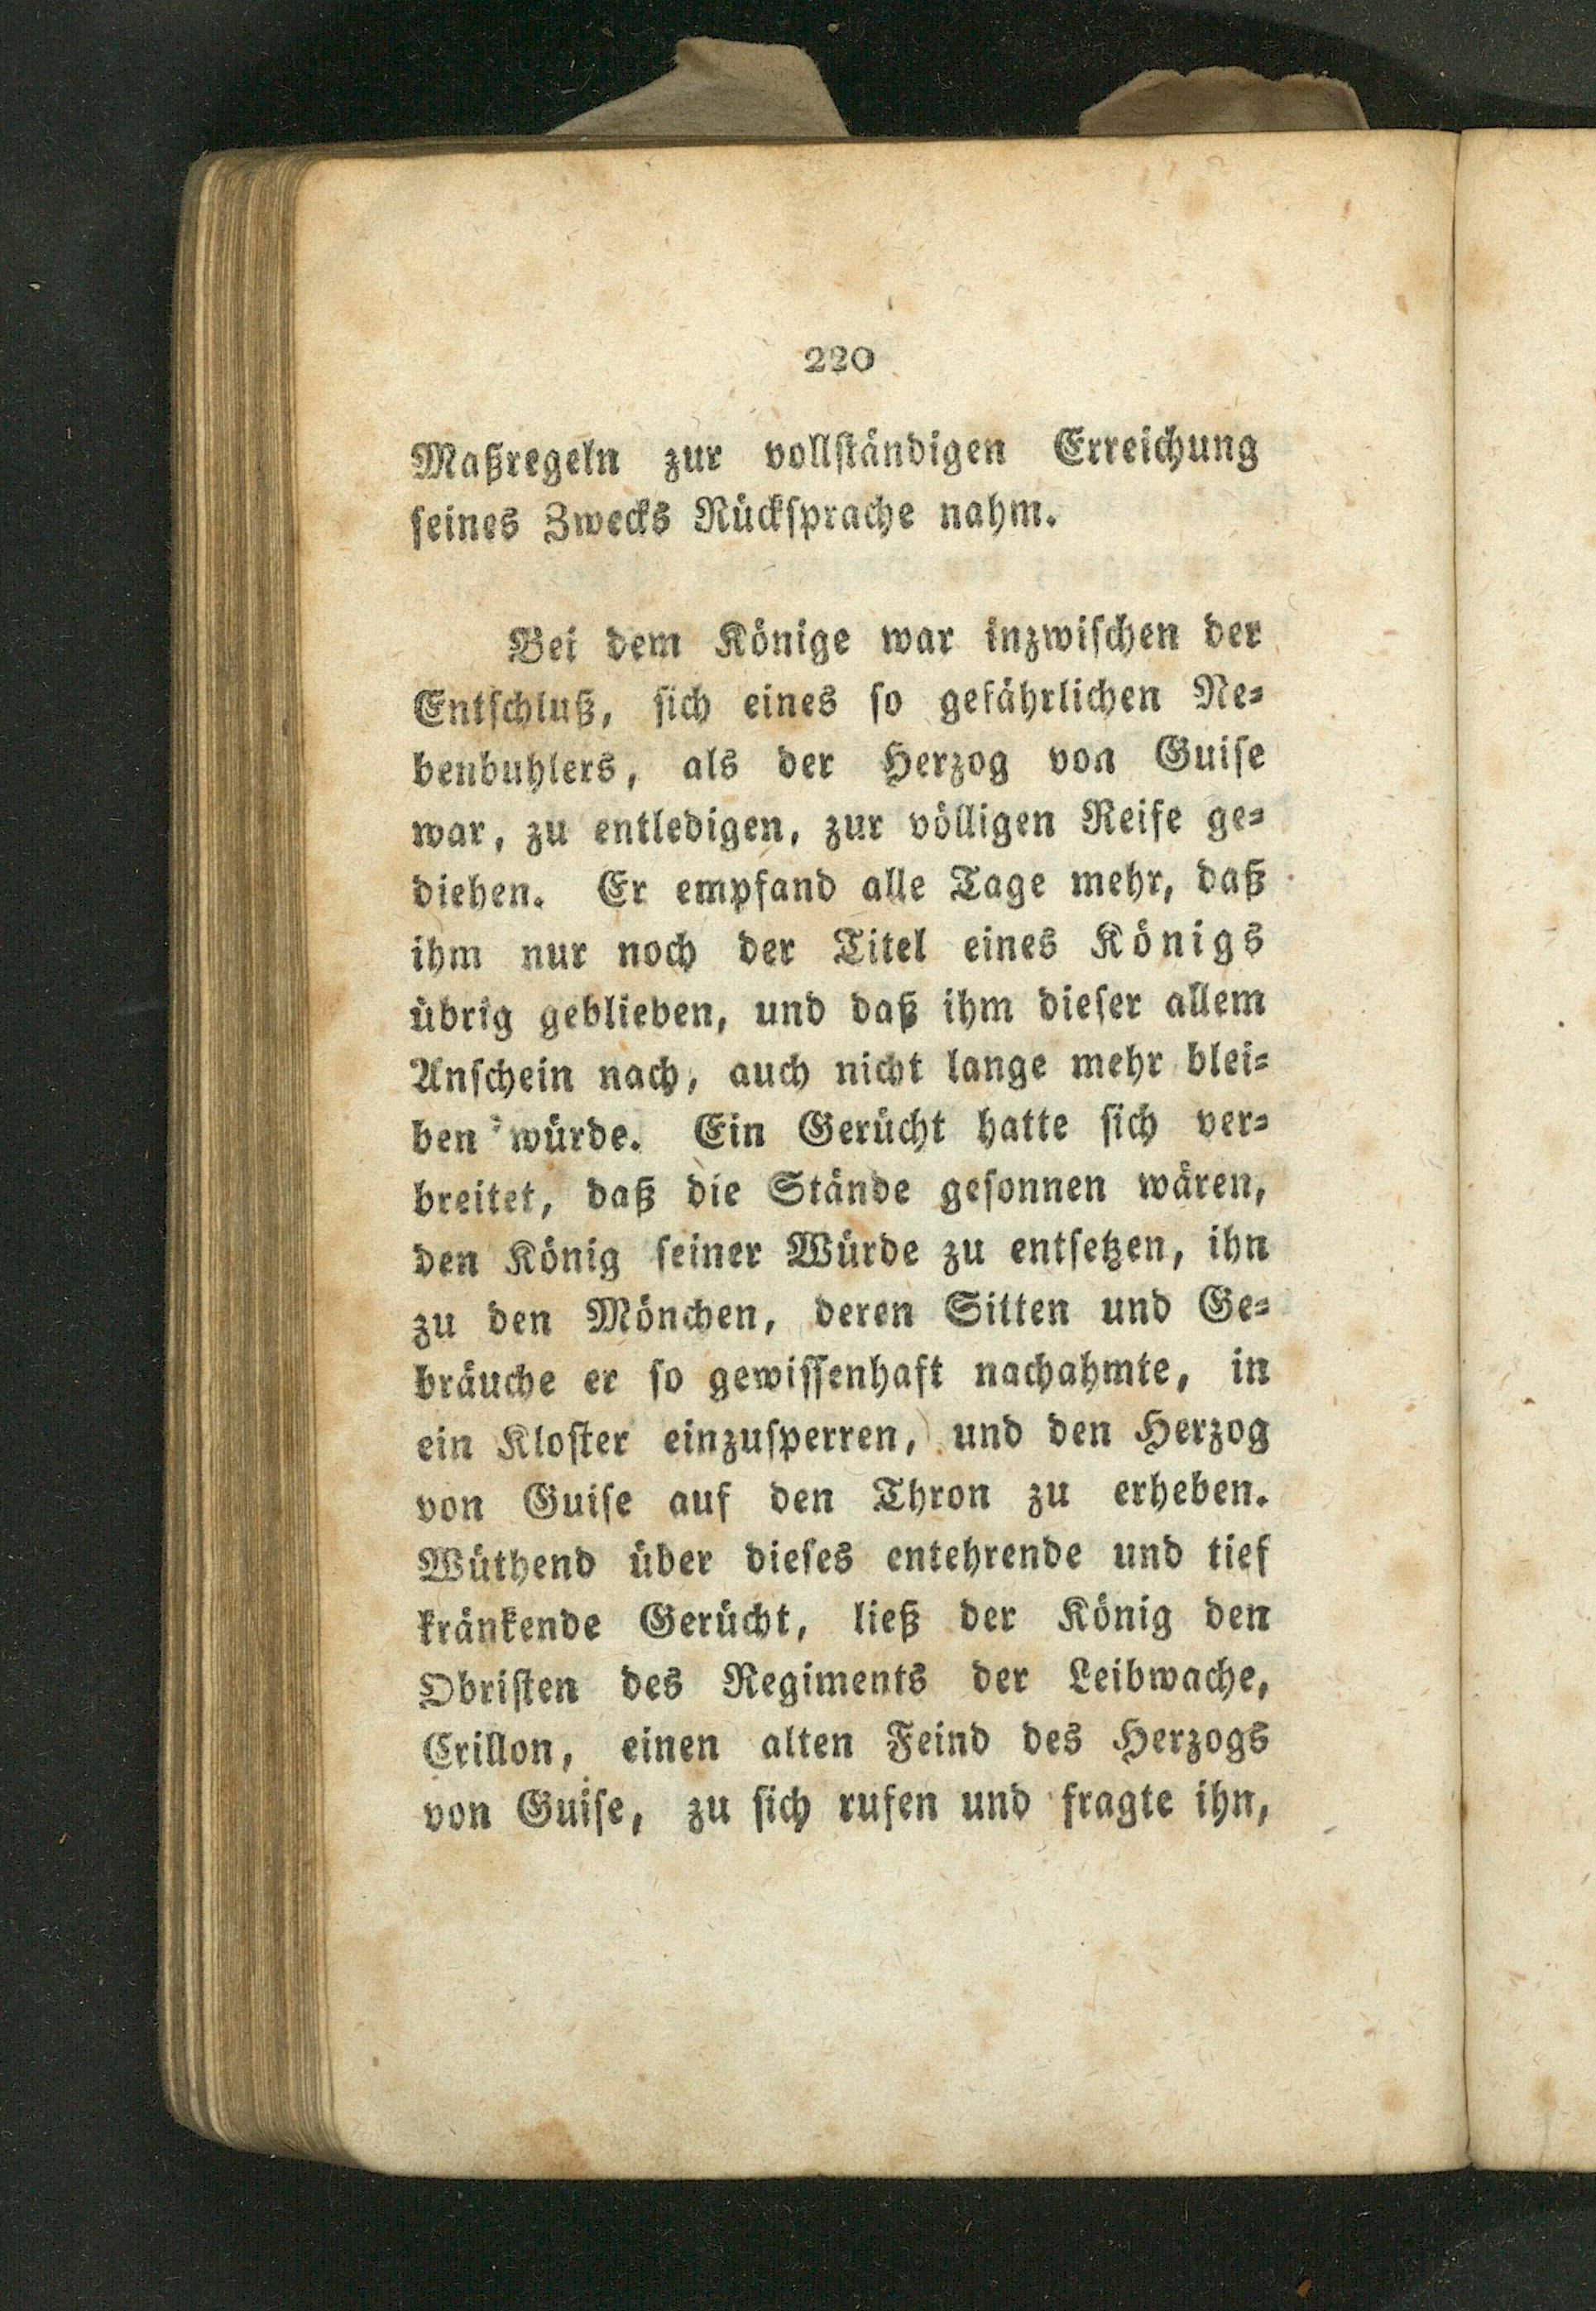 220
Maßregeln zur vollſtändigen Erreichung
ſeines Zwecks Rückſprache nahm.
Bei dem Könige war inzwiſchen der
Entſchluß, ſich eines ſo gefährlichen Ne⸗
benbuhlers, als der Herzog von Guiſe
war, zu entledigen, zur völligen Reife ge⸗
diehen. Er empfand alle Tage mehr, daß
ihm nur noch der Titel eines Königs
übrig geblieben, und daß ihm dieſer allem
Anſchein nach, auch nicht lange mehr blei⸗
ben würde. Ein Gerücht hatte ſich ver⸗
breitet, daß die Stände geſonnen wären,
den König ſeiner Würde zu entſetzen, ihn
zu den Mönchen, deren Sitten und Ge⸗
bräuche er ſo gewiſſenhaft nachahmte, in
ein Kloſter einzuſperren, und den Herzog
von Guiſe auf den Thron zu erheben.
Wüthend über dieſes entehrende und tief
kränkende Gerücht, ließ der König den
Obriſten des Regiments der Leibwache,
Crillon, einen alten Feind des Herzogs
von Guiſe, zu ſich rufen und fragte ihn,